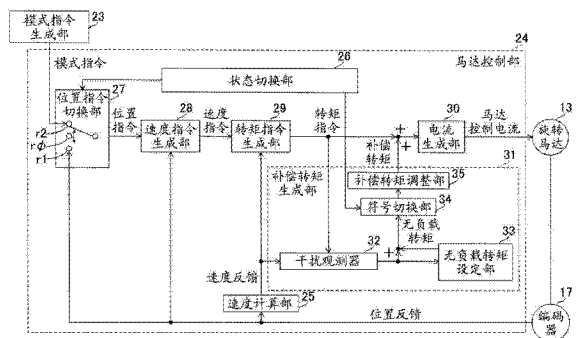 模式指令
生成部
23
24
马达控制部
模式指令
26
状态切换部
27
位置指令
切换部
r2
rφ
r1
位置
指令
28
速度指令
生成部
速度
指令
29
转矩指令
生成部
转矩
指令
补偿
转矩
30
电流
生成部
马达
控制电流
13
旋转
马达
31
补偿转矩
生成部
补偿转矩调整部
35
符号切换部
34
无负载
转矩
33
无负载转矩
设定部
32
干扰观测器
速度反馈
速度计算部
25
位置反馈
17
编码
器